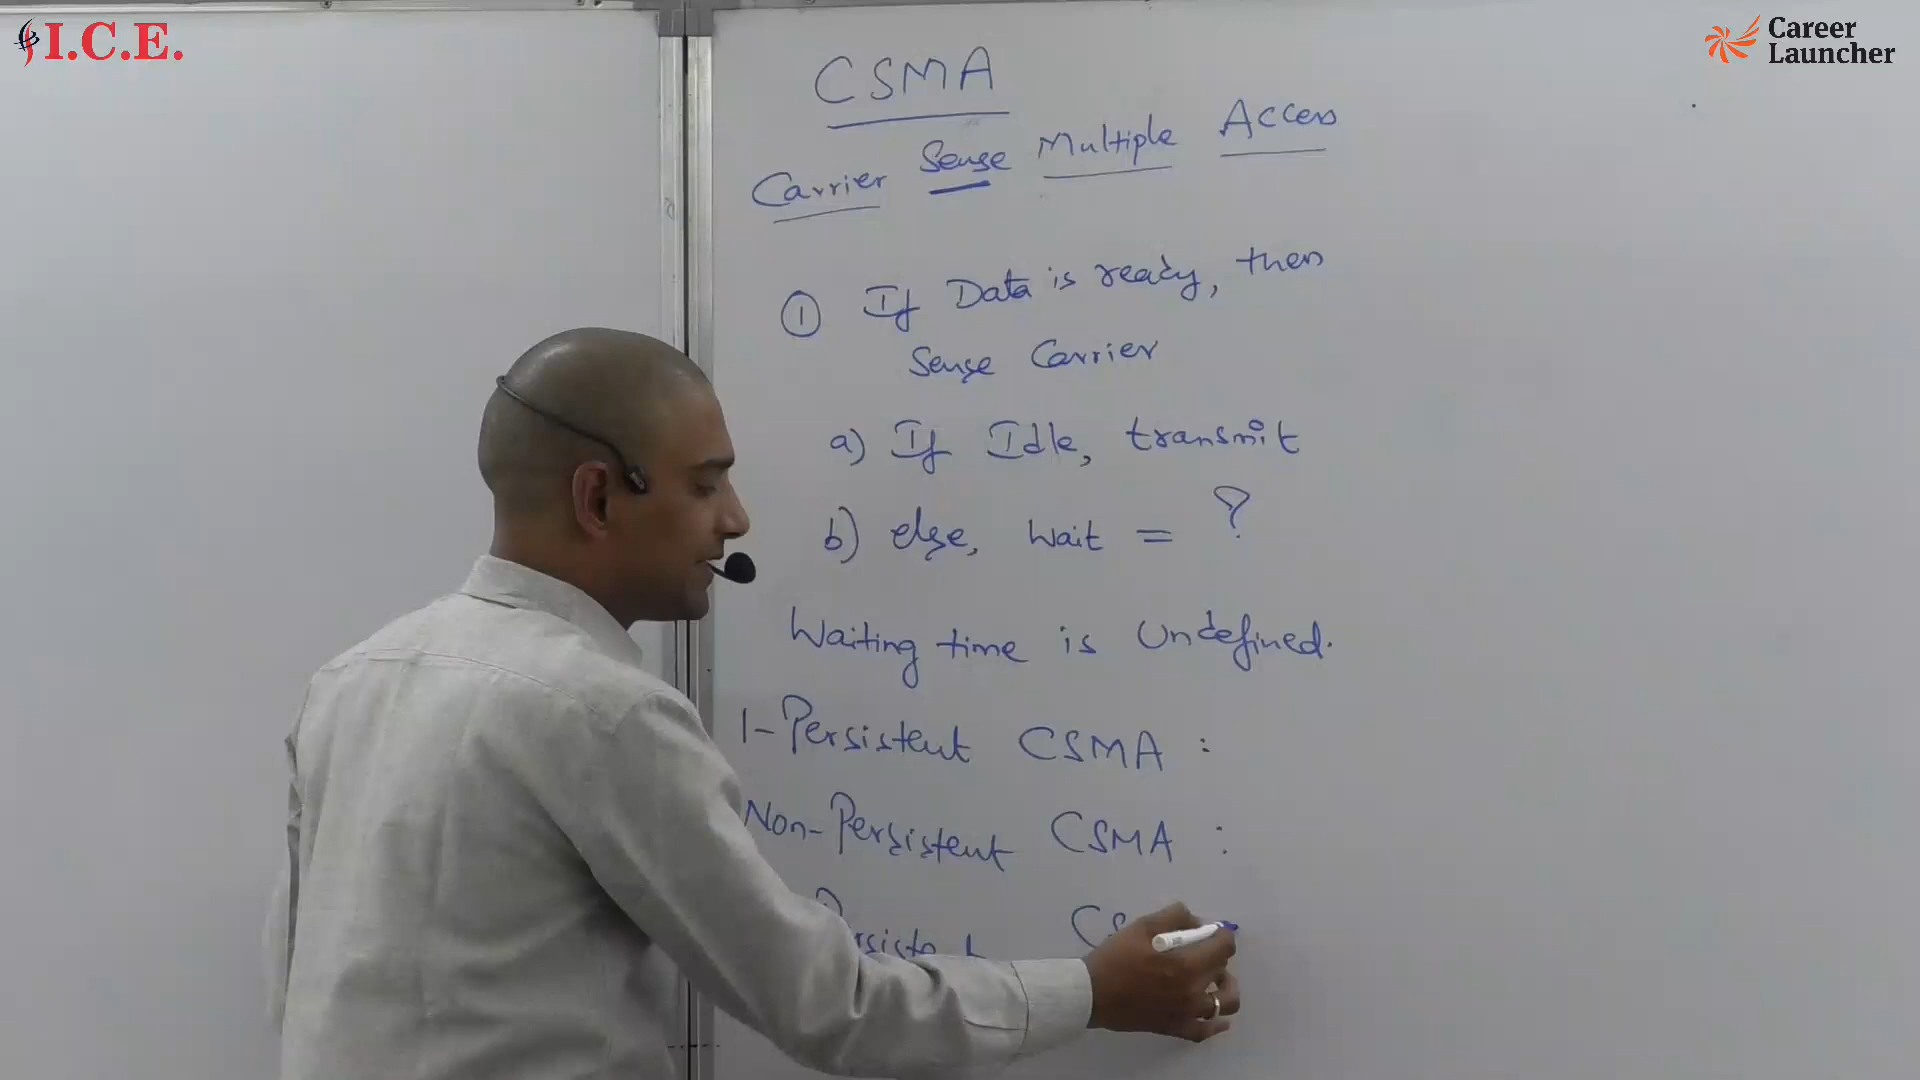 I.C.E.
Career
Launcher
CSMA
Carrier Sense Multiple Access
① If Data is ready, then
Sense Carrier
a) If Idle, transmit
b) else, wait = ?
Waiting time is Undefined.
1-Persistent CSMA :
Non-Persistent CSMA :